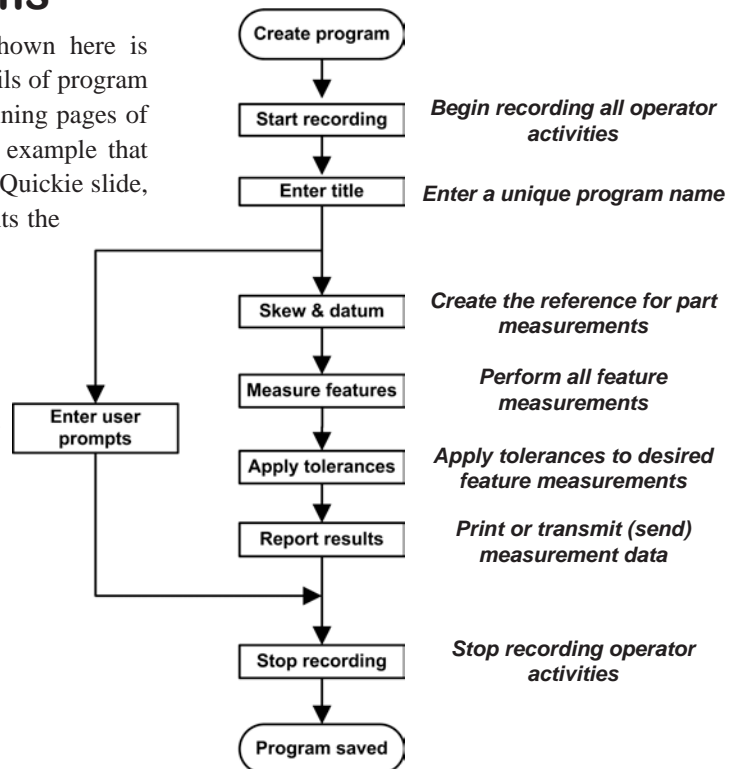 hown here is
ils of program
ning pages of
example that
Quickie slide,
ts the
Create program
Start recording
Begin recording all operator
activities
Enter title
Enter a unique program name
Skew & datum
Create the reference for part
measurements
Measure features
Perform all feature
measurements
Enter user
prompts
Apply tolerances
Apply tolerances to desired
feature measurements
Report results
Print or transmit (send)
measurement data
Stop recording
Stop recording operator
activities
Program saved